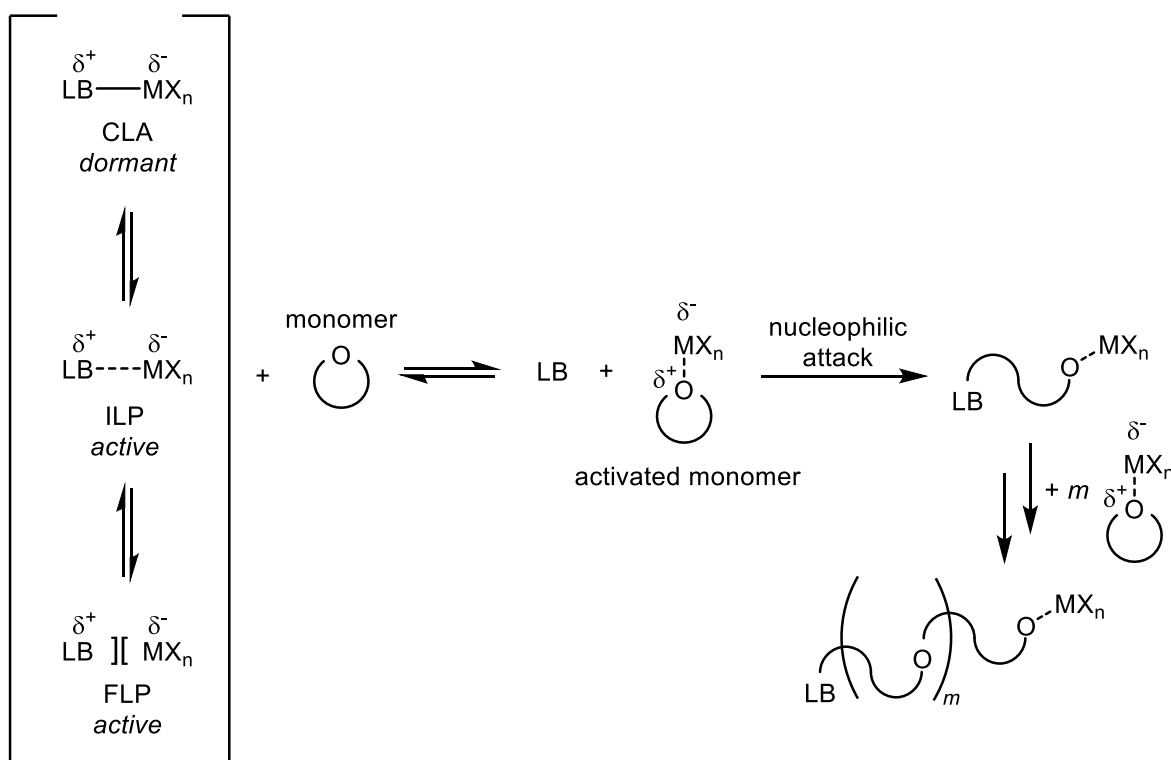 δ+ δ-
LB MXn
CLA
dormant
δ+ δ-
LB MXn
ILP
active
δ+ δ-
LB ][ MXn
FLP
active
+
monomer
O
LB +
δ-
MXn
δ+
O
activated monomer
nucleophilic
attack
LB O MXn
+ m
δ-
MXn
δ+
O
LB O m O MXn